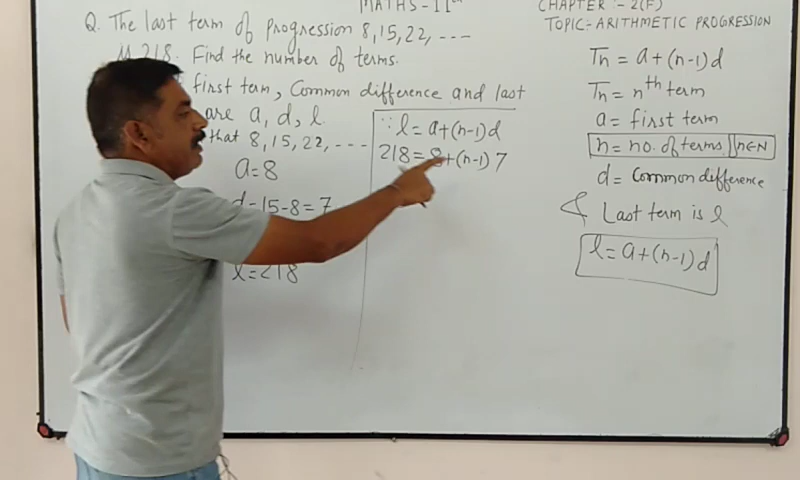 MATHS-IInd
CHAPTER :- 2(F)
TOPIC-ARITHMETIC PROGRESSION
Q. The last term of progression 8,15,22, ---
218. Find the number of terms.
first term, Common difference and last
are a, d, l.
that 8,15,22, ---
a=8
d=15-8=7
l=218
∵ l=a+(n-1)d
218=8+(n-1)7
Tn = a+(n-1)d
Tn = nth term
a = first term
n = no. of terms, n∈N
d = Common difference
Last term is l
l=a+(n-1)d